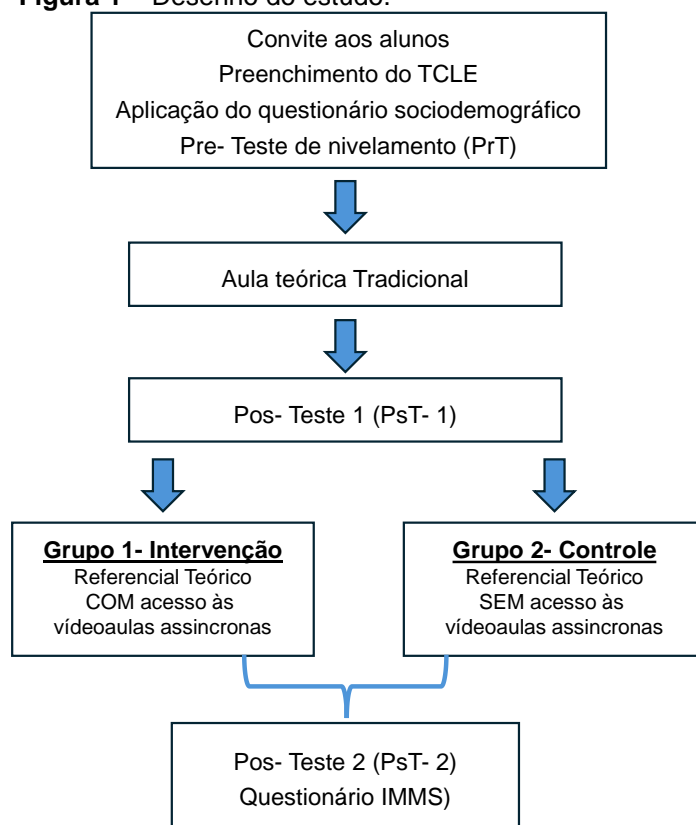 Figura 1 – Desenho do estudo.
Convite aos alunos
Preenchimento do TCLE
Aplicação do questionário sociodemográfico
Pre- Teste de nivelamento (PrT)
Aula teórica Tradicional
Pos- Teste 1 (PsT- 1)
Grupo 1- Intervenção
Referencial Teórico
COM acesso às
vídeoaulas assincronas
Grupo 2- Controle
Referencial Teórico
SEM acesso às
vídeoaulas assincronas
Pos- Teste 2 (PsT- 2)
Questionário IMMS)